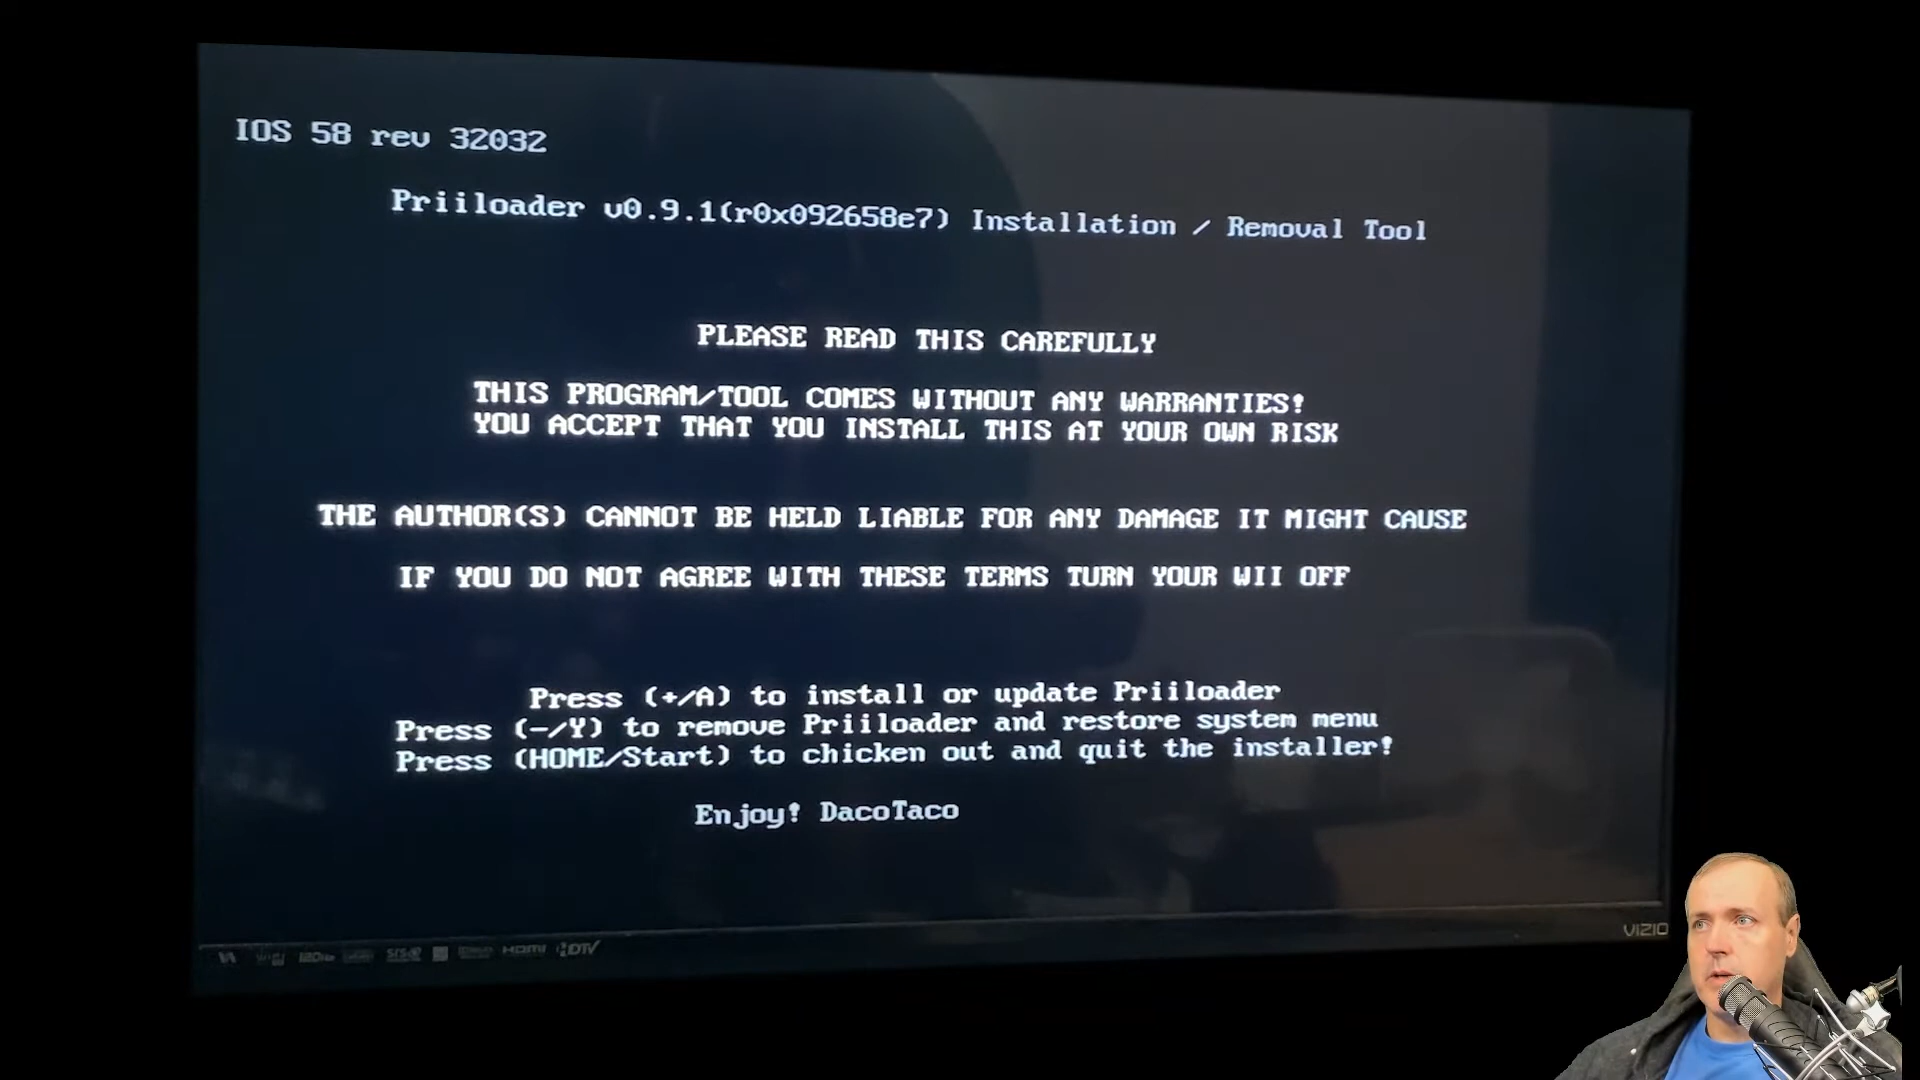 IOS 58 rev 32032
Priiloader v0.9.1(r0x092658e7) Installation / Removal Tool
PLEASE READ THIS CAREFULLY
THIS PROGRAM/TOOL COMES WITHOUT ANY WARRANTIES!
YOU ACCEPT THAT YOU INSTALL THIS AT YOUR OWN RISK
THE AUTHOR(S) CANNOT BE HELD LIABLE FOR ANY DAMAGE IT MIGHT CAUSE
IF YOU DO NOT AGREE WITH THESE TERMS TURN YOUR WII OFF
Press (+/A) to install or update Priiloader
Press (-/Y) to remove Priiloader and restore system menu
Press (HOME/Start) to chicken out and quit the installer!
Enjoy! DacoTaco
120Hz HDMI HDTV
VIZIO